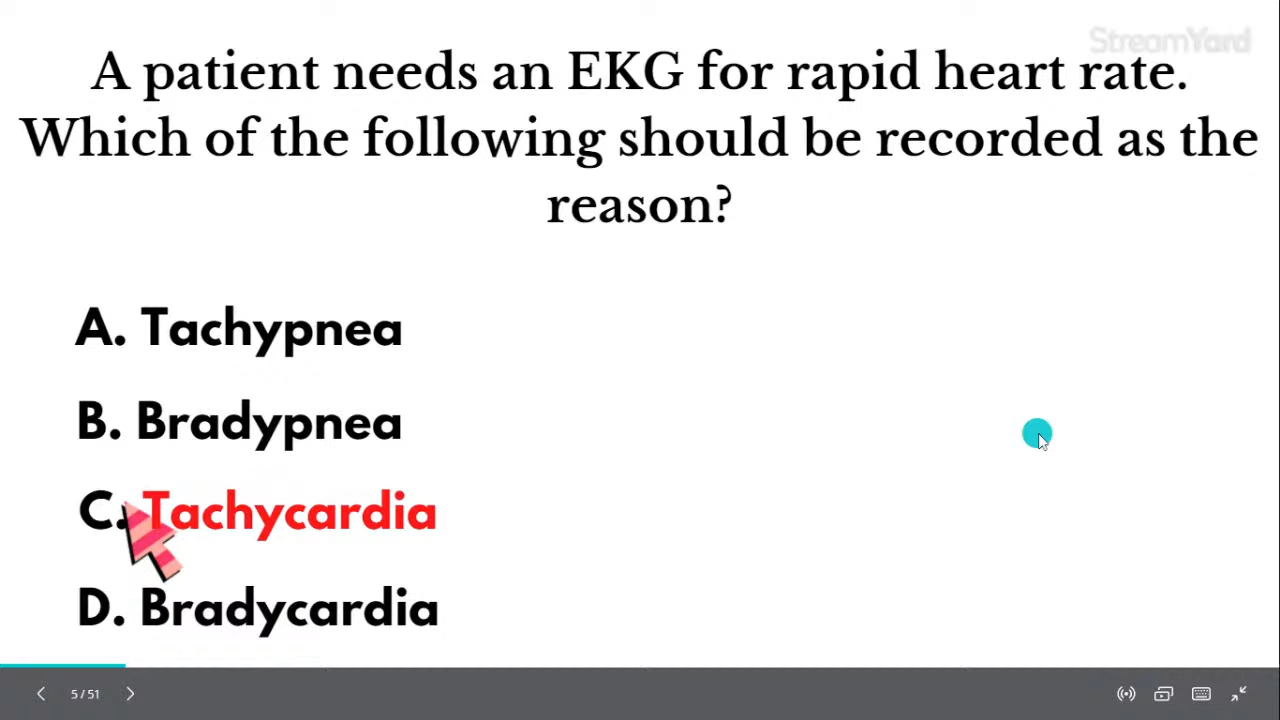 StreamYard
A patient needs an EKG for rapid heart rate.
Which of the following should be recorded as the
reason?
A. Tachypnea
B. Bradypnea
C. Tachycardia
D. Bradycardia
5 / 51